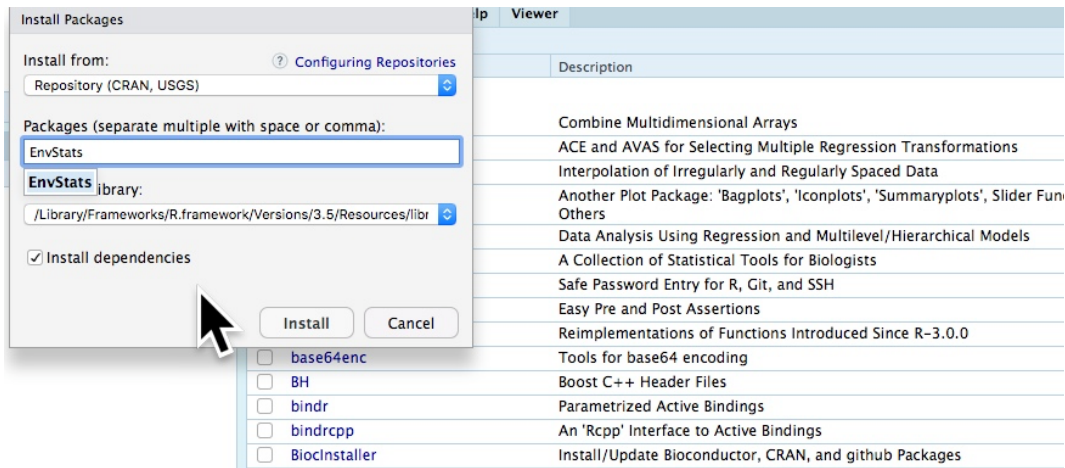 Install Packages
Viewer
Install from:
? Configuring Repositories
Description
Repository (CRAN, USGS)
Packages (separate multiple with space or comma):
EnvStats
EnvStats
ibrary:
/Library/Frameworks/R.framework/Versions/3.5/Resources/libr
Install dependencies
Install
Cancel
Combine Multidimensional Arrays
ACE and AVAS for Selecting Multiple Regression Transformations
Interpolation of Irregularly and Regularly Spaced Data
Another Plot Package: 'Bagplots', 'Iconplots', 'Summaryplots', Slider Fun
Others
Data Analysis Using Regression and Multilevel/Hierarchical Models
A Collection of Statistical Tools for Biologists
Safe Password Entry for R, Git, and SSH
Easy Pre and Post Assertions
Reimplementations of Functions Introduced Since R-3.0.0
base64enc Tools for base64 encoding
BH Boost C++ Header Files
bindr Parametrized Active Bindings
bindrcpp An 'Rcpp' Interface to Active Bindings
BiocInstaller Install/Update Bioconductor, CRAN, and github Packages